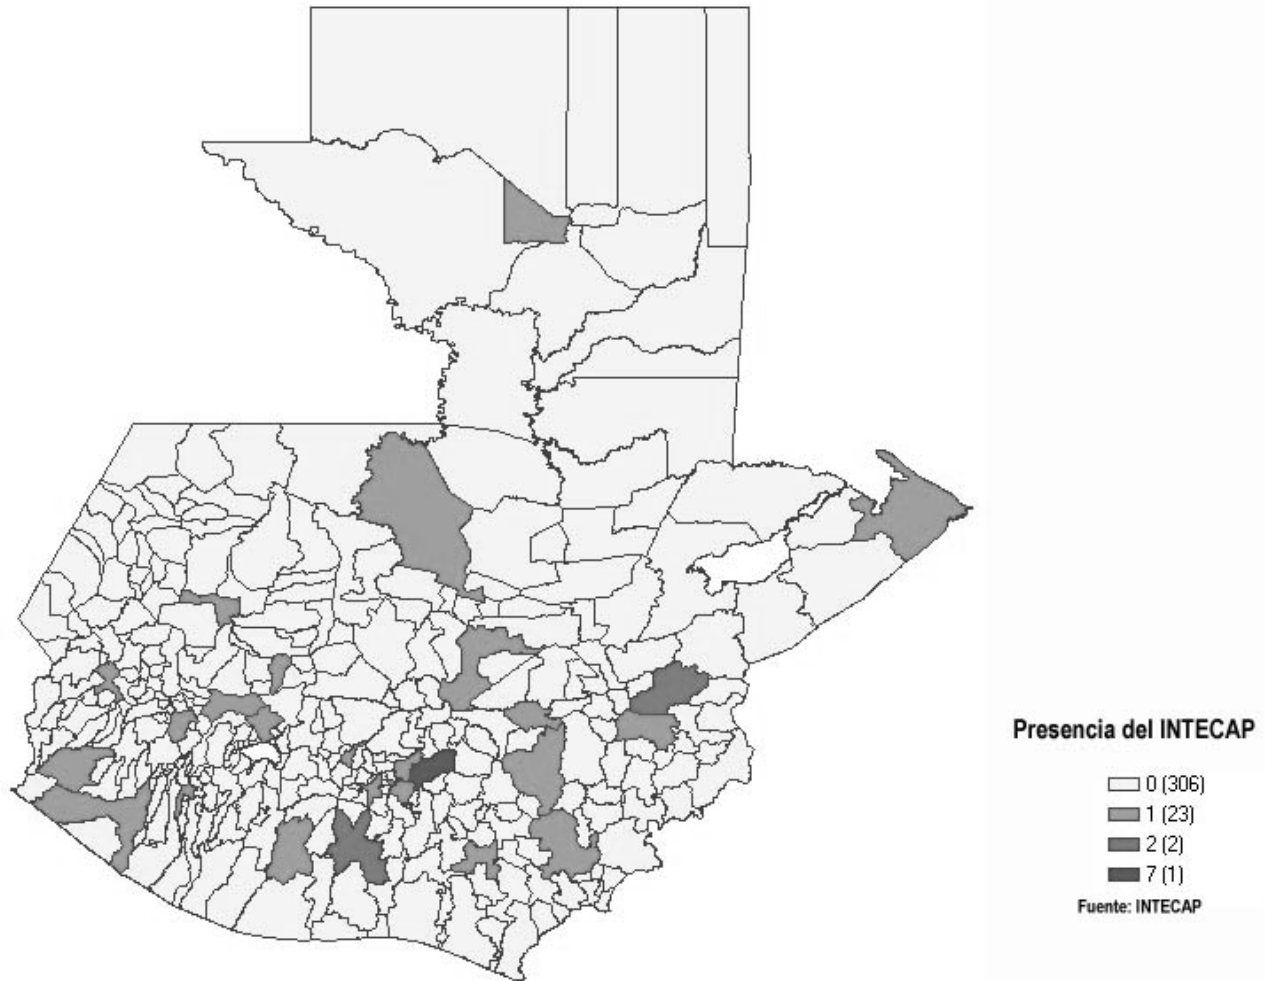 Presencia del INTECAP
0 (306)
1 (23)
2 (2)
7 (1)
Fuente: INTECAP